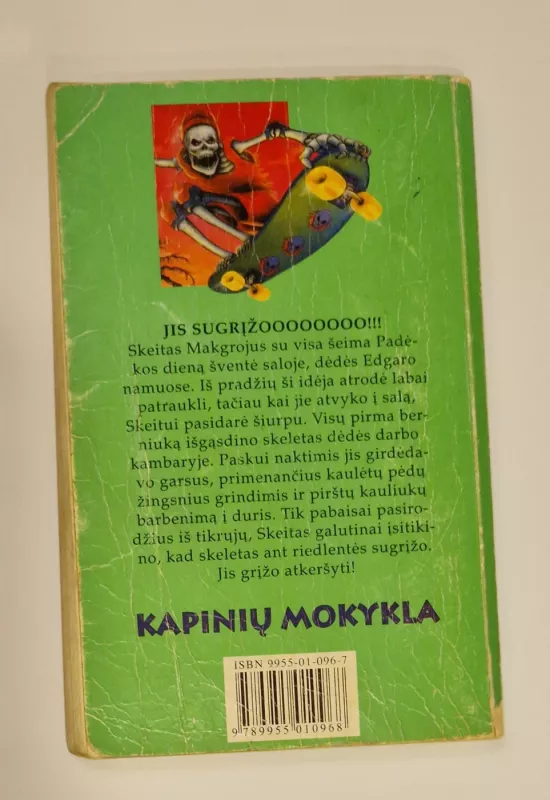 JIS SUGRĮŽOOOOOOOO!!!
Skeitas Makgrojus su visa šeima Padė-
kos dieną šventė saloje, dėdės Edgaro
namuose. Iš pradžių ši idėja atrodė labai
patraukli, tačiau kai jie atvyko į salą,
Skeitui pasidarė šiurpu. Visų pirma ber-
niuką išgąsdino skeletas dėdės darbo
kambaryje. Paskui naktimis jis girdėda-
vo garsus, primenančius kaulėtų pėdų
žingsnius grindimis ir pirštų kauliukų
barbenimą į duris. Tik pabaisai pasiro-
džius iš tikrųjų, Skeitas galutinai įsitiki-
no, kad skeletas ant riedlentės sugrįžo.
Jis grįžo atkeršyti!
KAPINIŲ MOKYKLA
ISBN 9955-01-096-7
9 789955 010968